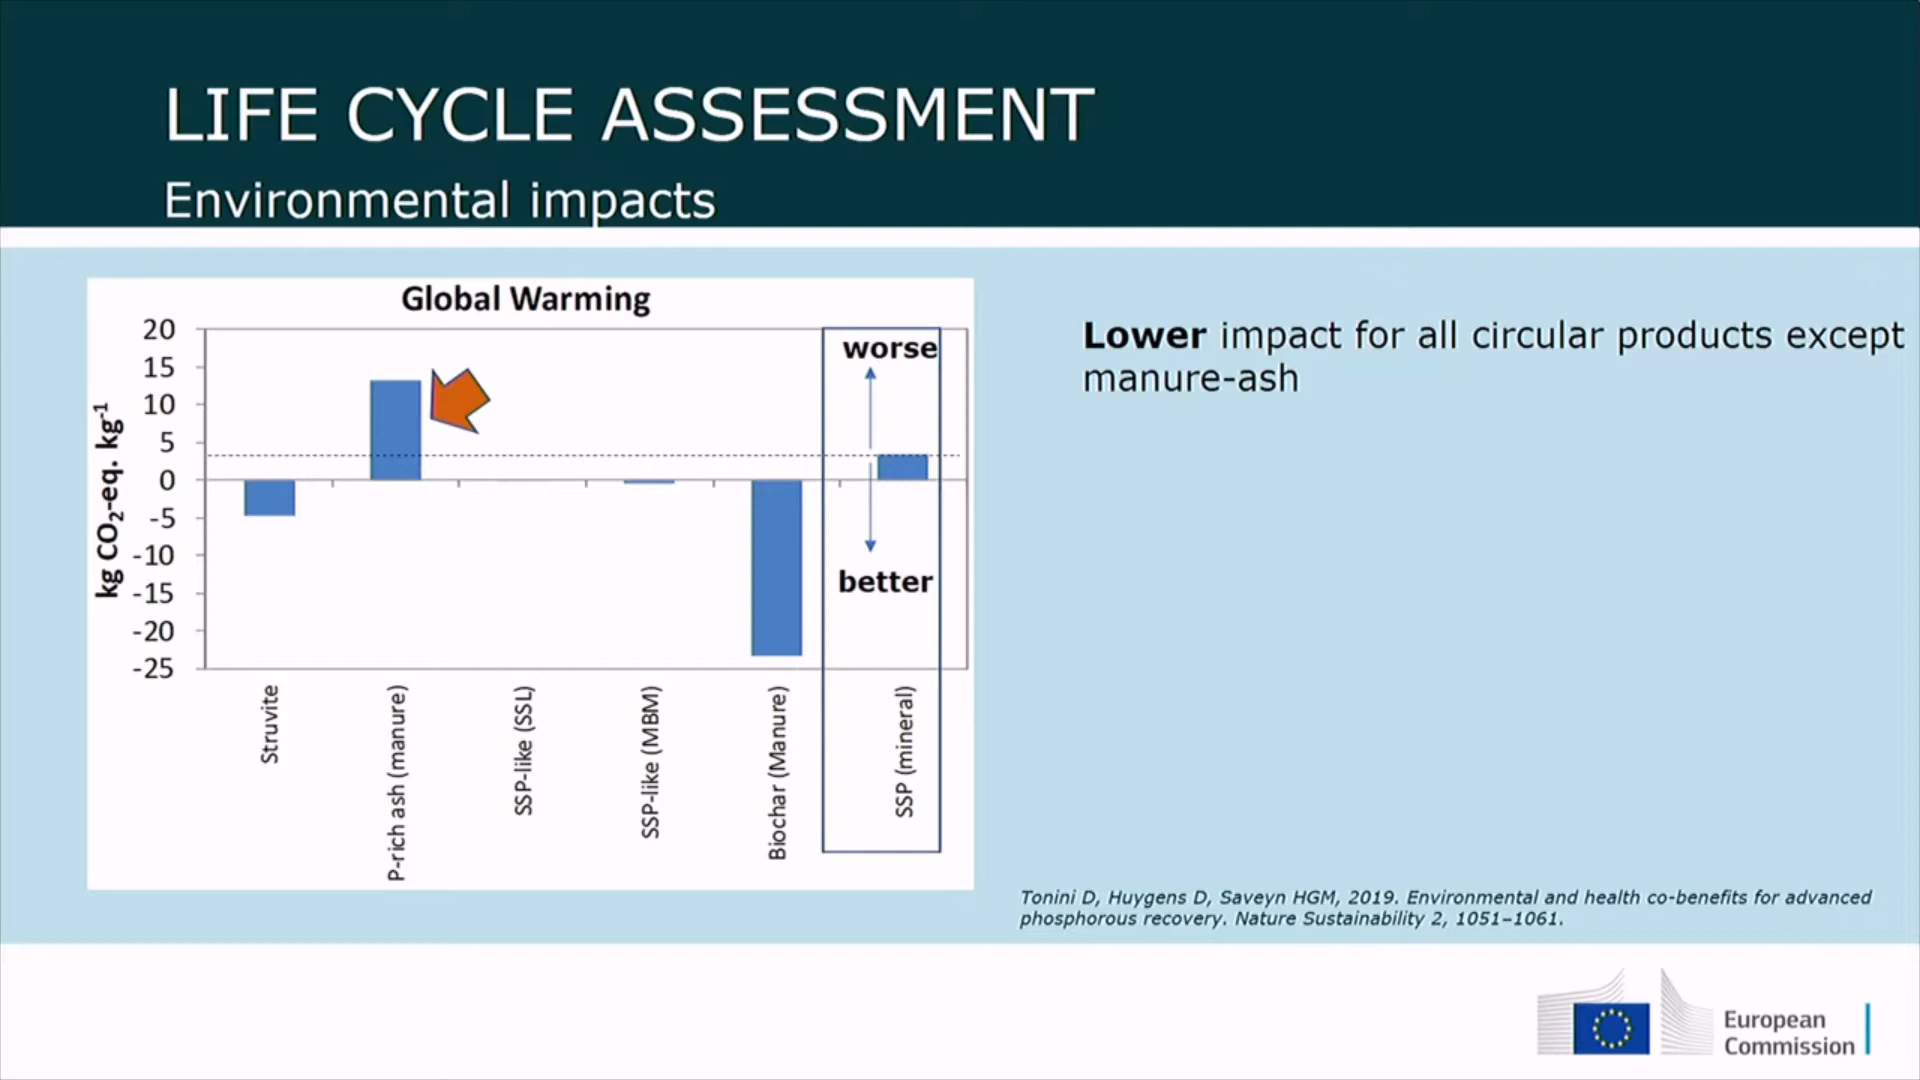 LIFE CYCLE ASSESSMENT
Environmental impacts
Global Warming
kg CO₂-eq. kg⁻¹
20
15
10
5
0
-5
-10
-15
-20
-25
worse
better
Struvite
P-rich ash (manure)
SSP-like (SSL)
SSP-like (MBM)
Biochar (Manure)
SSP (mineral)
Lower impact for all circular products except
manure-ash
Tonini D, Huygens D, Saveyn HGM, 2019. Environmental and health co-benefits for advanced
phosphorous recovery. Nature Sustainability 2, 1051–1061.
European
Commission